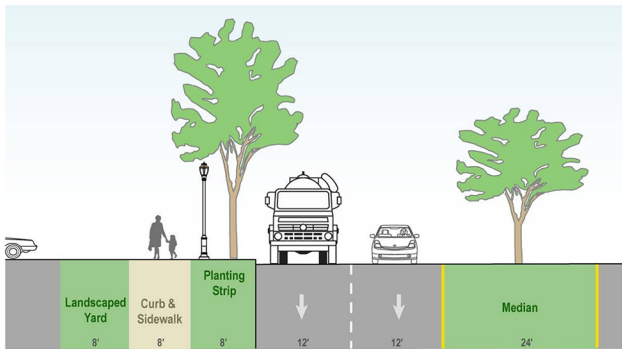 Landscaped
Yard
8'
Curb &
Sidewalk
8'
Planting
Strip
8'
12'
12'
Median
24'